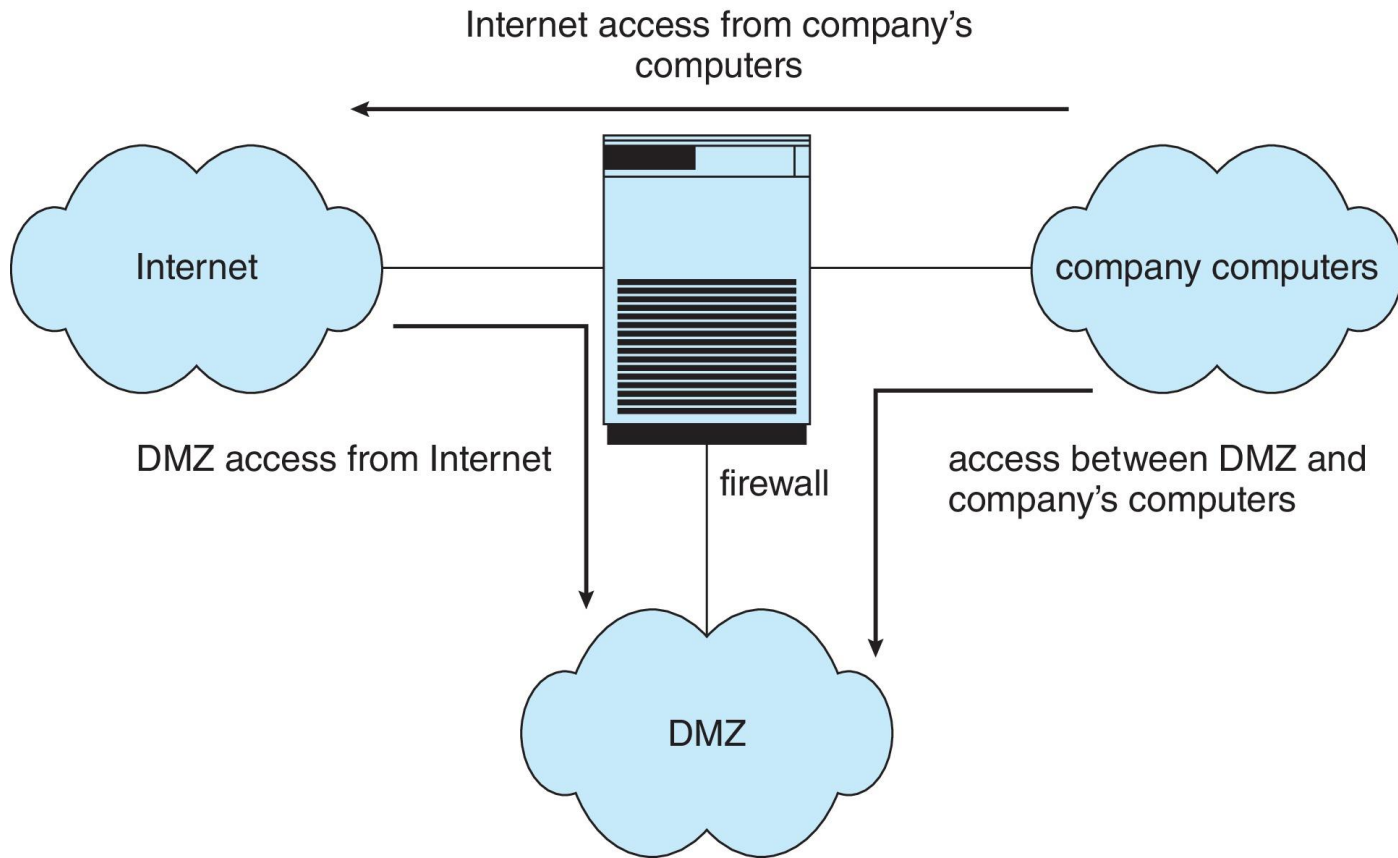 Internet access from company’s
computers
Internet
company computers
DMZ access from Internet
firewall
access between DMZ and
company’s computers
DMZ